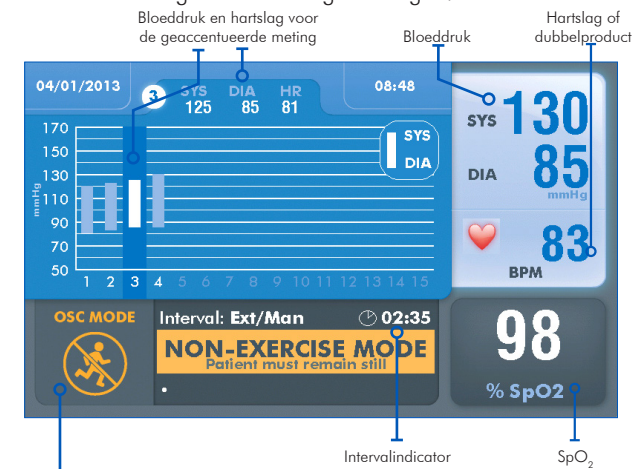 Bloeddruk en hartslag voor
de geaccentueerde meting
Bloeddruk
Hartslag of
dubbelproduct
04/01/2013
3
SYS DIA HR
125 85 81
08:48
SYS
DIA
mmHg
170
150
130
110
90
70
50
1 2 3 4 5 6 7 8 9 10 11 12 13 14 15
SYS 130
DIA 85
mmHg
83
BPM
OSC MODE
Interval: Ext/Man 02:35
NON-EXERCISE MODE
Patient must remain still
98
% SpO2
Intervalindicator
SpO2